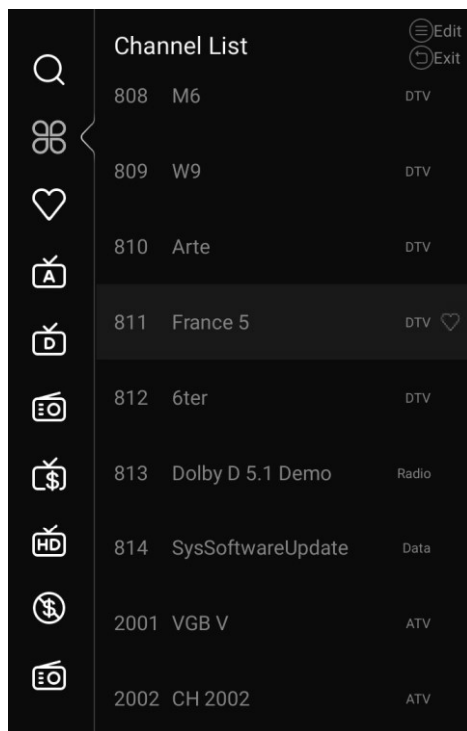 Channel List
Edit
Exit
808 M6 DTV
809 W9 DTV
810 Arte DTV
811 France 5 DTV
812 6ter DTV
813 Dolby D 5.1 Demo Radio
814 SysSoftwareUpdate Data
2001 VGB V ATV
2002 CH 2002 ATV
A
D
$
HD
$